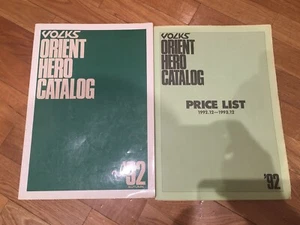 VOLKS
ORIENT
HERO
CATALOG
'92
VOLKS
ORIENT
HERO
CATALOG
PRICE LIST
1992.12–1993.12
'92